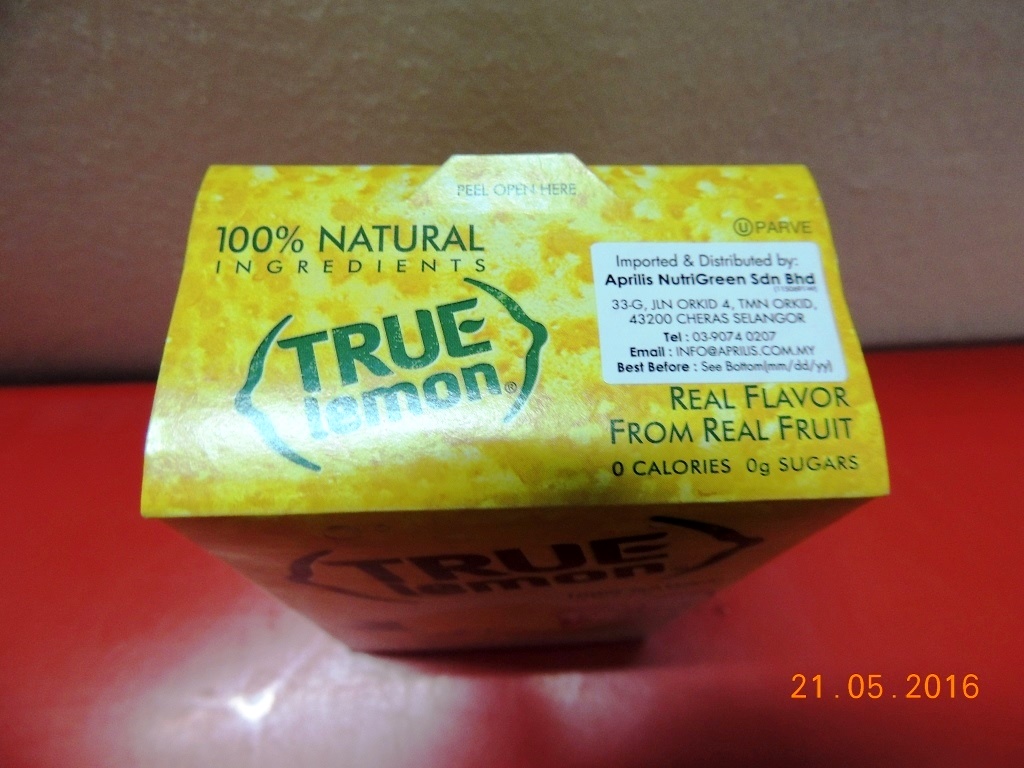 PEEL OPEN HERE
100% NATURAL
INGREDIENTS
TRUE
lemon®
Ⓤ PARVE
Imported & Distributed by:
Aprilis NutriGreen Sdn Bhd
33-G, JLN ORKID 4, TMN ORKID,
43200 CHERAS SELANGOR
Tel : 03-9074 0207
Email : INFO@APRILIS.COM.MY
Best Before : See Bottom(mm/dd/yy)
REAL FLAVOR
FROM REAL FRUIT
0 CALORIES 0g SUGARS
TRUE
lemon
21.05.2016